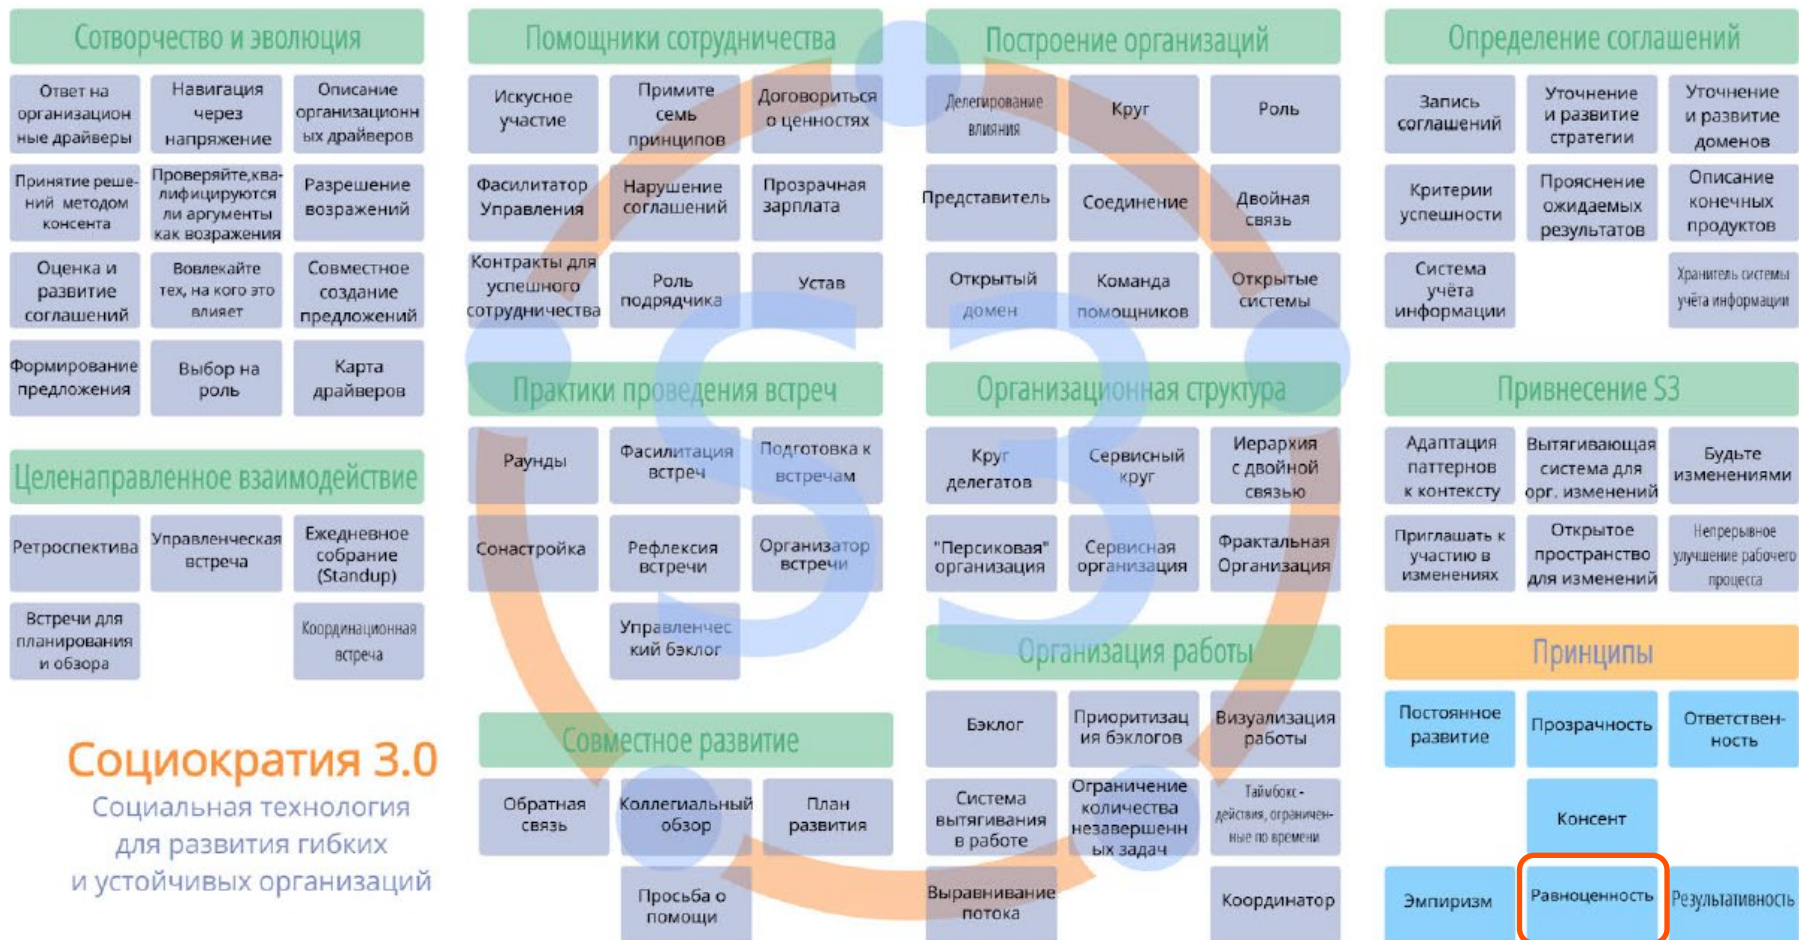 Сотворчество и эволюция
Ответ на
организацион
ные драйверы
Навигация
через
напряжение
Описание
организационн
ых драйверов
Принятие реше-
ний методом
консента
Проверяйте,ква-
лифицируются
ли аргументы
как возражения
Разрешение
возражений
Оценка и
развитие
соглашений
Вовлекайте
тех, на кого это
влияет
Совместное
создание
предложений
Формирование
предложения
Выбор на
роль
Карта
драйверов
Целенаправленное взаимодействие
Ретроспектива
Управленческая
встреча
Ежедневное
собрание
(Standup)
Встречи для
планирования
и обзора
Координационная
встреча
Социократия 3.0
Социальная технология
для развития гибких
и устойчивых организаций
Помощники сотрудничества
Искусное
участие
Примите
семь
принципов
Договориться
о ценностях
Фасилитатор
Управления
Нарушение
соглашений
Прозрачная
зарплата
Контракты для
успешного
сотрудничества
Роль
подрядчика
Устав
Практики проведения встреч
Раунды
Фасилитация
встреч
Подготовка к
встречам
Сонастройка
Рефлексия
встречи
Организатор
встречи
Управленчес
кий бэклог
Совместное развитие
Обратная
связь
Коллегиальный
обзор
План
развития
Просьба о
помощи
Построение организаций
Делегирование
влияния
Круг
Роль
Представитель
Соединение
Двойная
связь
Открытый
домен
Команда
помощников
Открытые
системы
Организационная структура
Круг
делегатов
Сервисный
круг
Иерархия
с двойной
связью
"Персиковая"
организация
Сервисная
организация
Фрактальная
Организация
Организация работы
Бэклог
Приоритизац
ия бэклогов
Визуализация
работы
Система
вытягивания
в работе
Ограничение
количества
незавершенн
ых задач
Таймбокс -
действия, ограничен-
ные по времени
Выравнивание
потока
Координатор
Определение соглашений
Запись
соглашений
Уточнение
и развитие
стратегии
Уточнение
и развитие
доменов
Критерии
успешности
Прояснение
ожидаемых
результатов
Описание
конечных
продуктов
Система
учёта
информации
Хранитель системы
учёта информации
Привнесение S3
Адаптация
паттернов
к контексту
Вытягивающая
система для
орг. изменений
Будьте
изменениями
Приглашать к
участию в
изменениях
Открытое
пространство
для изменений
Непрерывное
улучшение рабочего
процесса
Принципы
Постоянное
развитие
Прозрачность
Ответствен-
ность
Консент
Эмпиризм
Равноценность
Результативность
S3